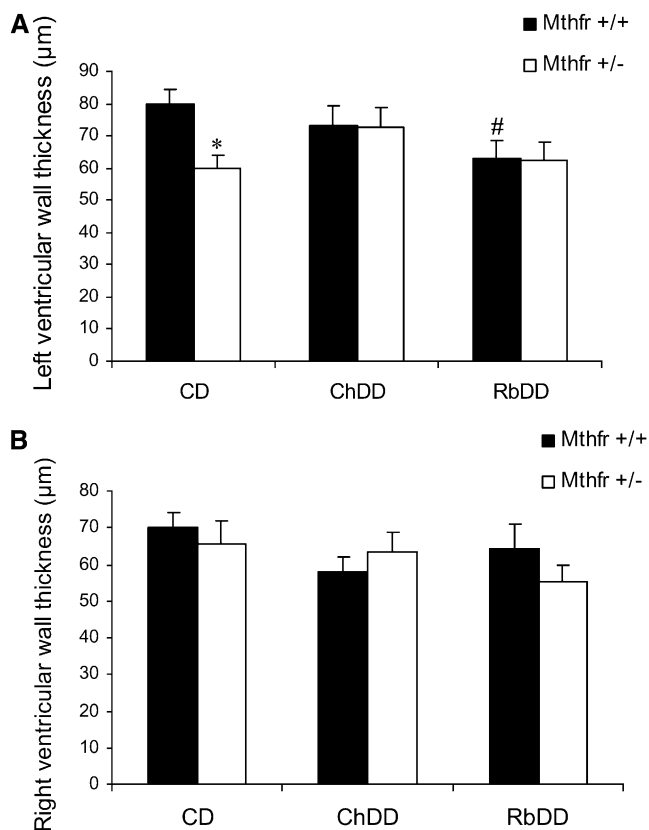 A
Mthfr +/+
Mthfr +/-
Left ventricular wall thickness (μm)
90
80
70
60
50
40
30
20
10
0
*
#
CD ChDD RbDD
B
Mthfr +/+
Mthfr +/-
Right ventricular wall thickness (μm)
80
70
60
50
40
30
20
10
0
CD ChDD RbDD